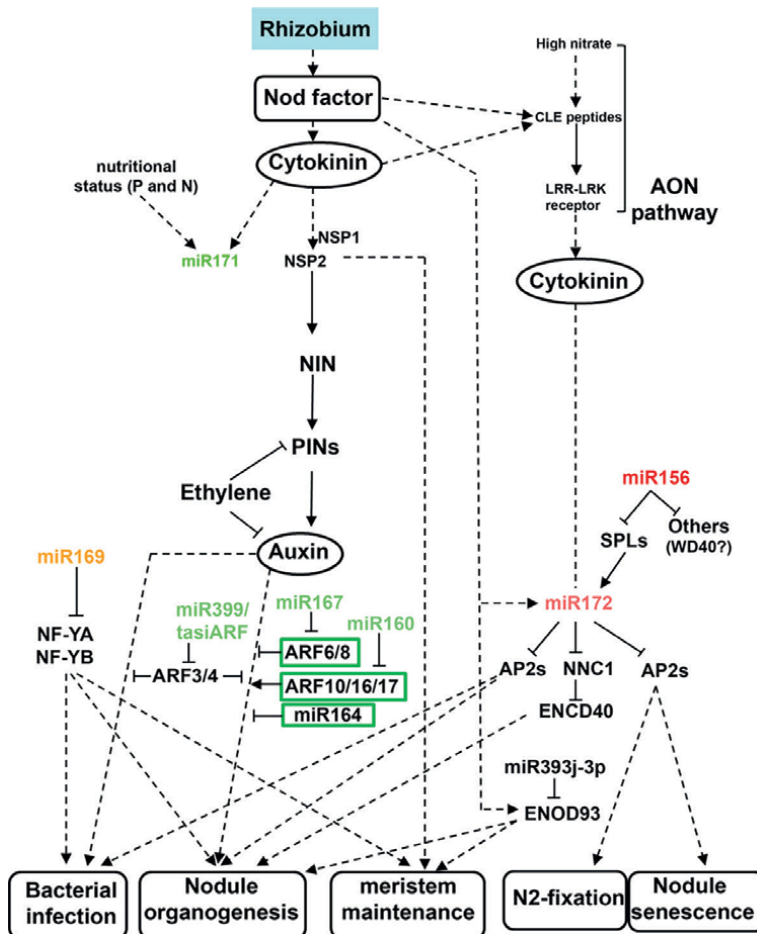 Rhizobium
High nitrate
Nod factor
CLE peptides
Cytokinin
nutritional
status (P and N)
LRR-LRK
receptor
AON
pathway
NSP1
miR171
NSP2
Cytokinin
NIN
PINs
Ethylene
miR156
Others
(WD40?)
SPLs
Auxin
miR169
miR399/
tasiARF
miR167
miR160
miR172
NF-YA
NF-YB
ARF3/4
ARF6/8
ARF10/16/17
miR164
AP2s
NNC1
AP2s
ENCD40
miR393j-3p
ENOD93
Bacterial
infection
Nodule
organogenesis
meristem
maintenance
N2-fixation
Nodule
senescence